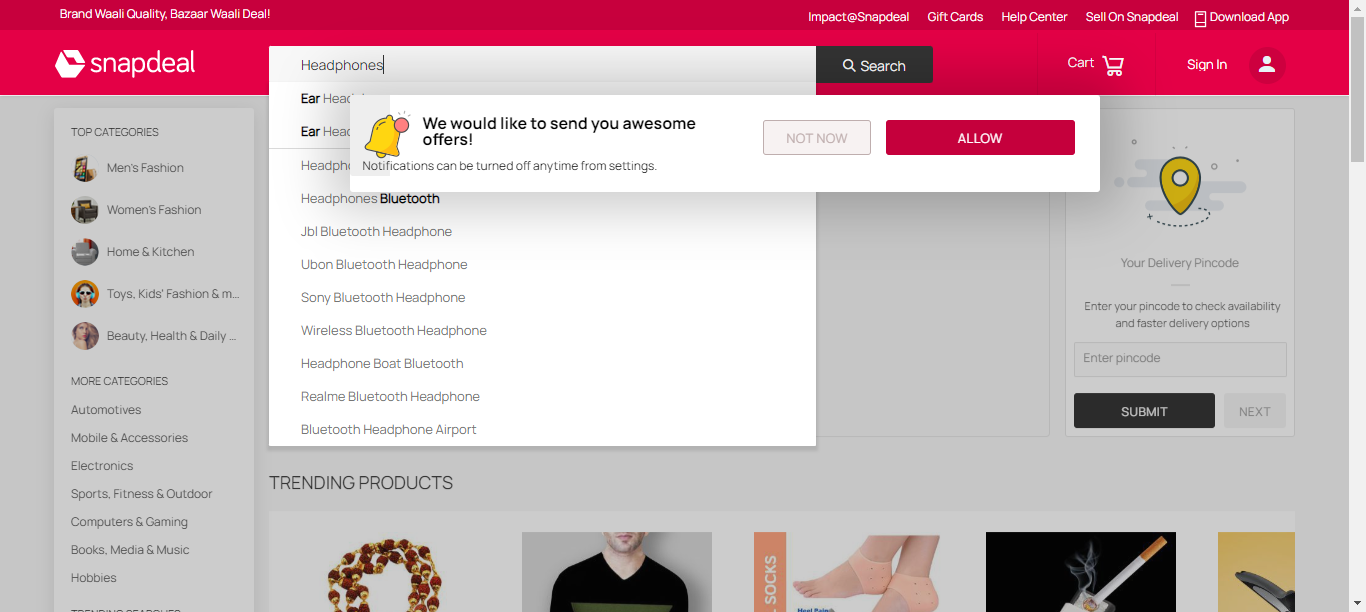 Brand Waali Quality, Bazaar Waali Deal!
Impact@Snapdeal Gift Cards Help Center Sell On Snapdeal Download App
snapdeal
Headphones
Search
Cart
Sign In
Ear
Ear
We would like to send you awesome
offers!
Notifications can be turned off anytime from settings.
NOT NOW
ALLOW
Headphones Bluetooth
Jbl Bluetooth Headphone
Ubon Bluetooth Headphone
Sony Bluetooth Headphone
Wireless Bluetooth Headphone
Headphone Boat Bluetooth
Realme Bluetooth Headphone
Bluetooth Headphone Airport
TOP CATEGORIES
Men's Fashion
Women's Fashion
Home & Kitchen
Toys, Kids' Fashion & m...
Beauty, Health & Daily ...
MORE CATEGORIES
Automotives
Mobile & Accessories
Electronics
Sports, Fitness & Outdoor
Computers & Gaming
Books, Media & Music
Hobbies
Your Delivery Pincode
Enter your pincode to check availability
and faster delivery options
Enter pincode
SUBMIT
NEXT
TRENDING PRODUCTS
SOCKS